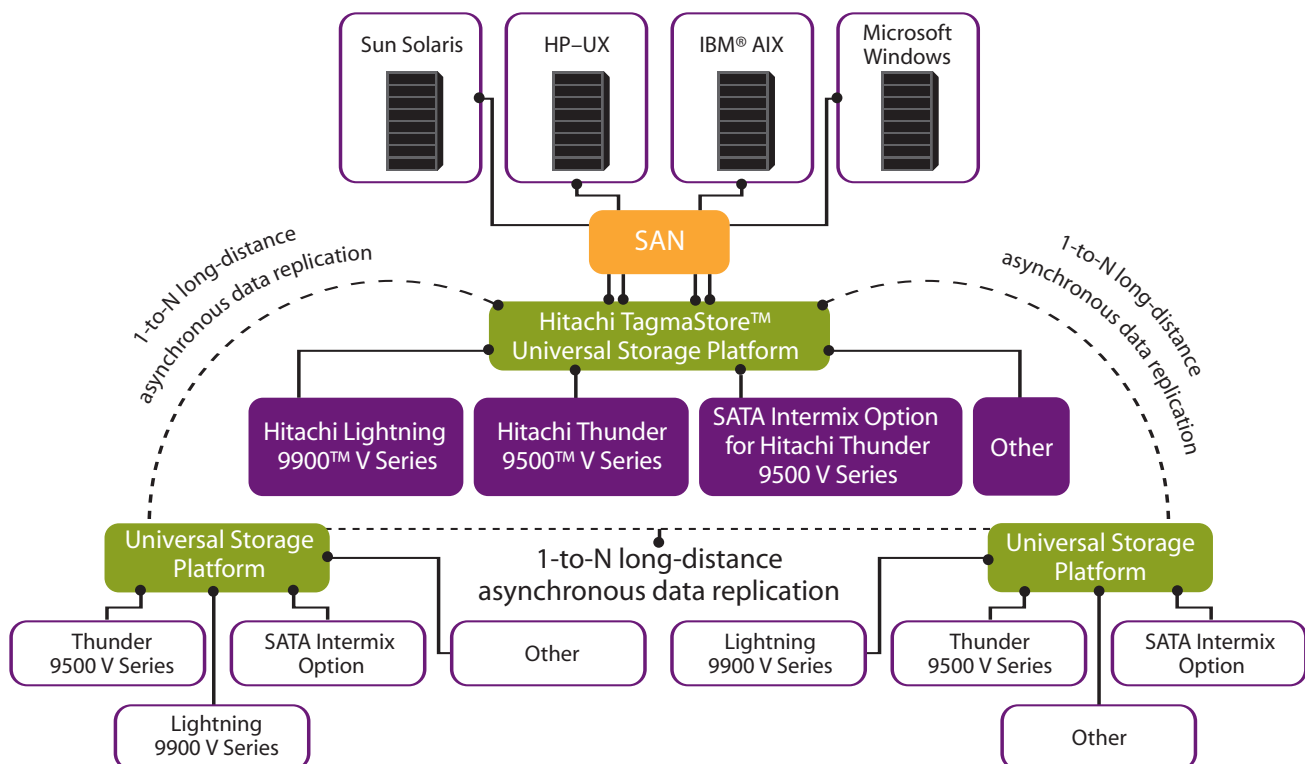 Sun Solaris
HP–UX
IBM® AIX
Microsoft
Windows
SAN
1-to-N long-distance
asynchronous data replication
1-to-N long-distance
asynchronous data replication
Hitachi TagmaStore™
Universal Storage Platform
Hitachi Lightning
9900™ V Series
Hitachi Thunder
9500™ V Series
SATA Intermix Option
for Hitachi Thunder
9500 V Series
Other
Universal Storage
Platform
1-to-N long-distance
asynchronous data replication
Universal Storage
Platform
Thunder
9500 V Series
SATA Intermix
Option
Other
Lightning
9900 V Series
Thunder
9500 V Series
SATA Intermix
Option
Lightning
9900 V Series
Other